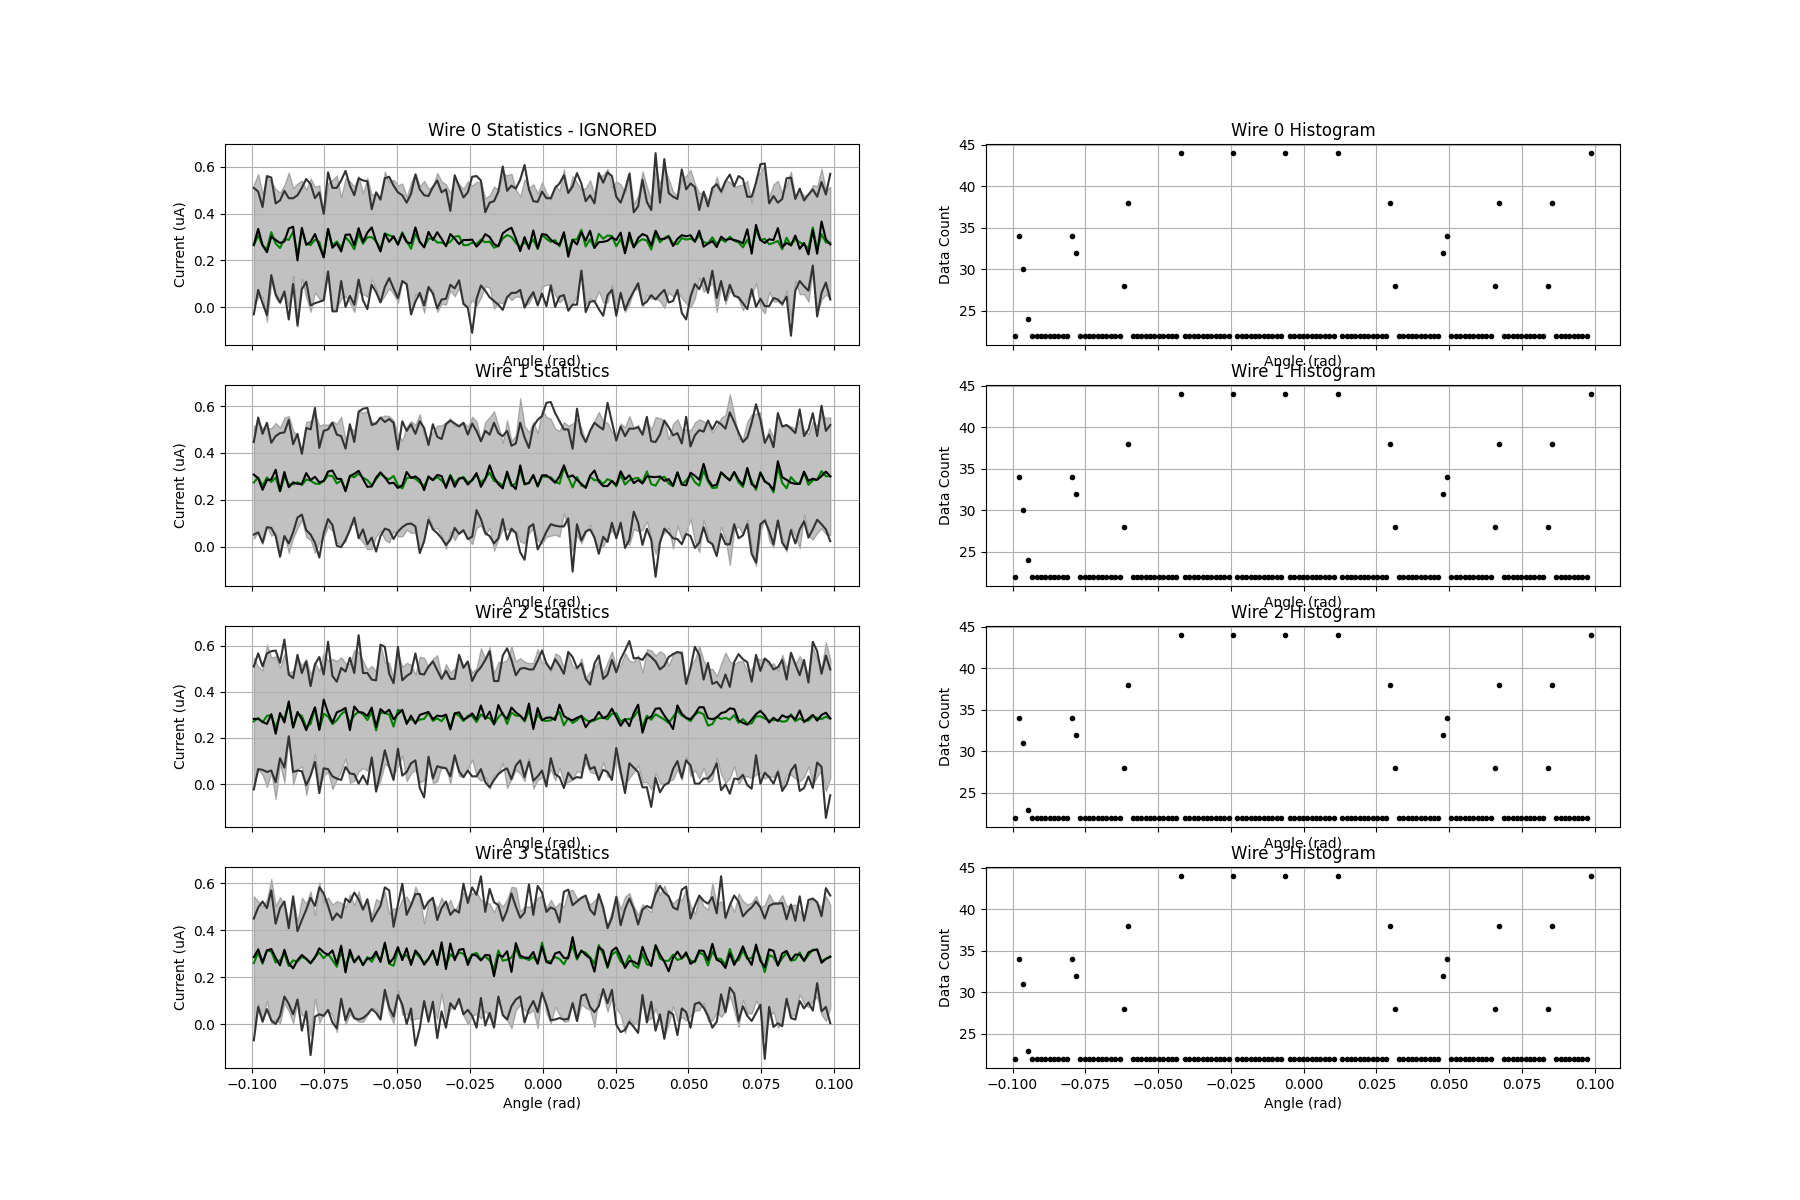 Wire 0 Statistics - IGNORED
Current (uA)
0.6
0.4
0.2
0.0
Angle (rad)
Wire 0 Histogram
Data Count
45
40
35
30
25
Angle (rad)
Wire 1 Statistics
Current (uA)
0.6
0.4
0.2
0.0
Angle (rad)
Wire 1 Histogram
Data Count
45
40
35
30
25
Angle (rad)
Wire 2 Statistics
Current (uA)
0.6
0.4
0.2
0.0
Angle (rad)
Wire 2 Histogram
Data Count
45
40
35
30
25
Angle (rad)
Wire 3 Statistics
Current (uA)
0.6
0.4
0.2
0.0
−0.100 −0.075 −0.050 −0.025 0.000 0.025 0.050 0.075 0.100
Angle (rad)
Wire 3 Histogram
Data Count
45
40
35
30
25
−0.100 −0.075 −0.050 −0.025 0.000 0.025 0.050 0.075 0.100
Angle (rad)